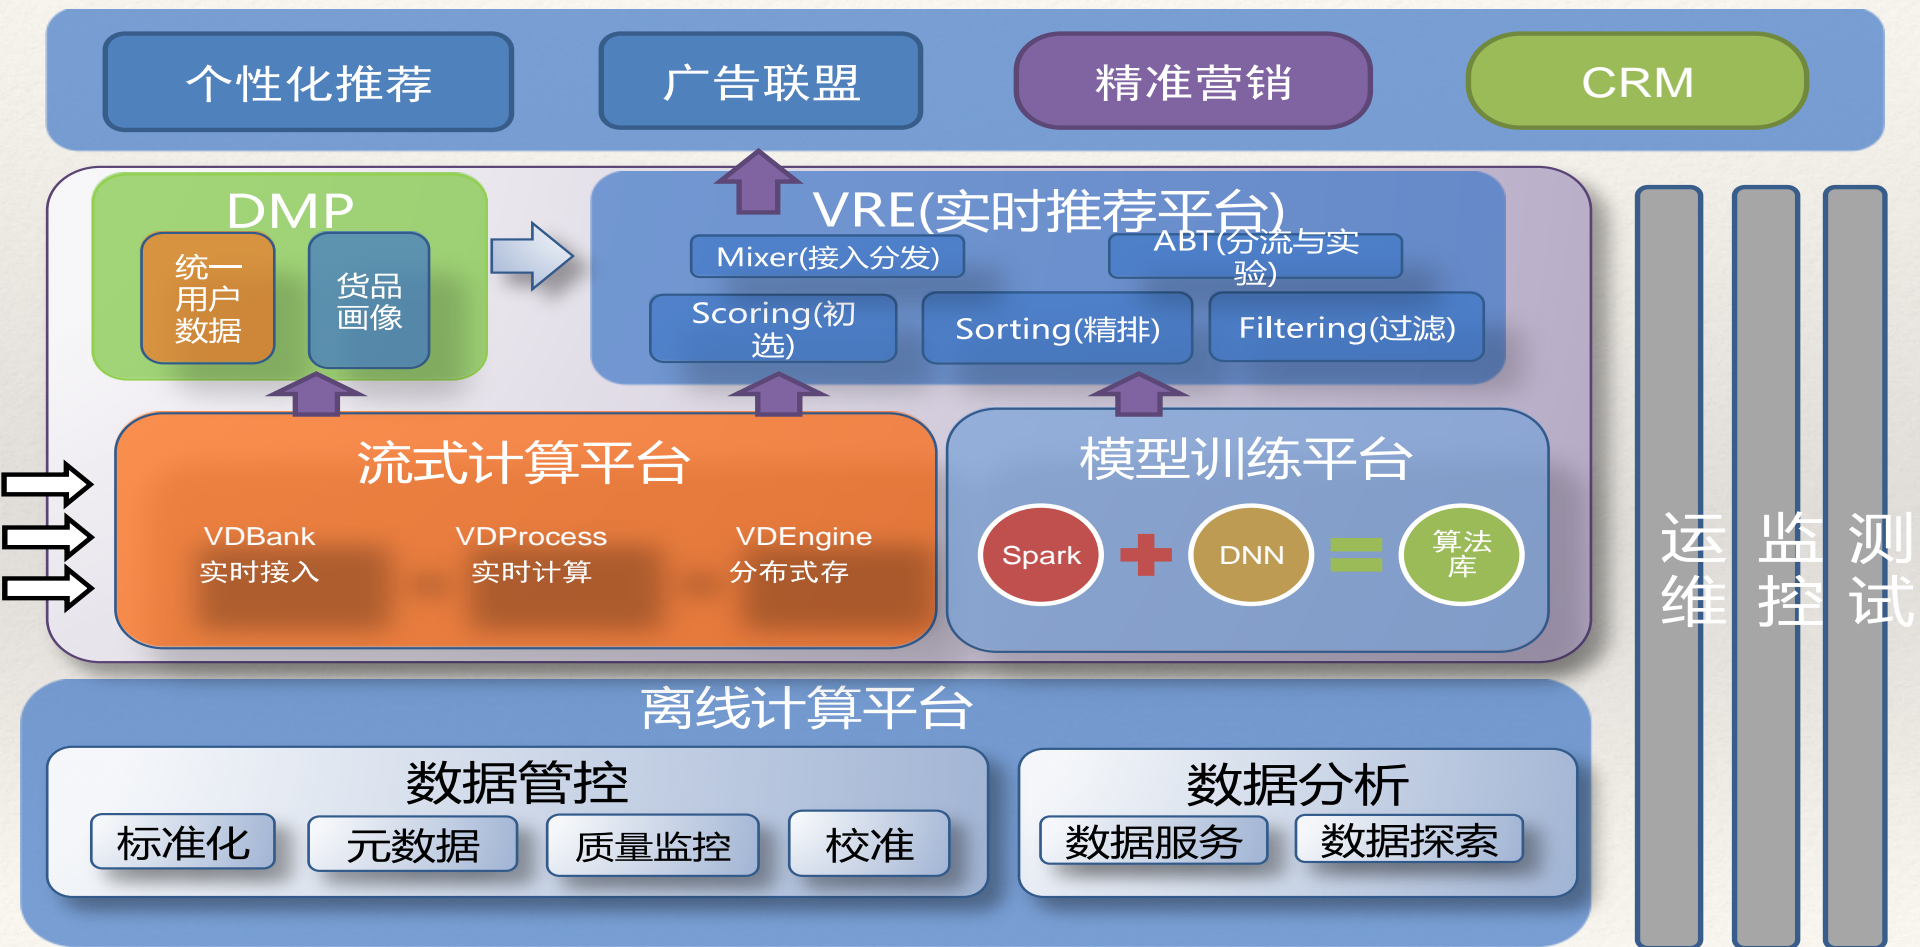 个性化推荐
广告联盟
精准营销
CRM
DMP
统一
用户
数据
货品
画像
VRE(实时推荐平台)
Mixer(接入分发)
ABT(分流与实
验)
Scoring(初
选)
Sorting(精排)
Filtering(过滤)
流式计算平台
VDBank
实时接入
VDProcess
实时计算
VDEngine
分布式存
模型训练平台
Spark
DNN
算法
库
离线计算平台
数据管控
标准化
元数据
质量监控
校准
数据分析
数据服务
数据探索
运维
监控
测试